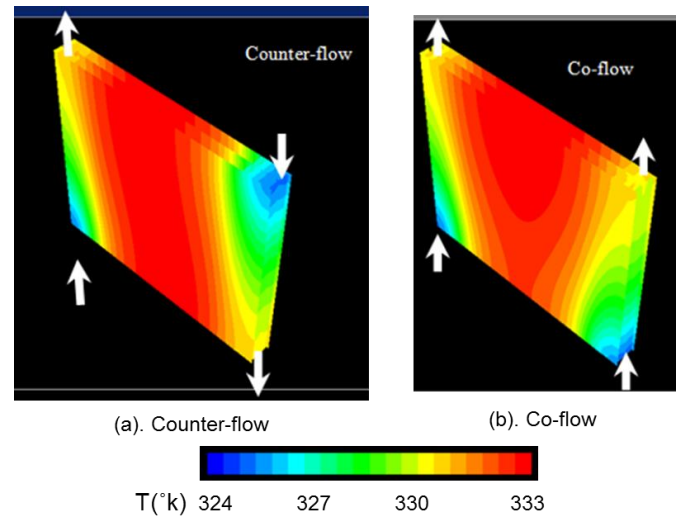 Counter-flow
Co-flow
(a). Counter-flow
(b). Co-flow
T(°k) 324 327 330 333